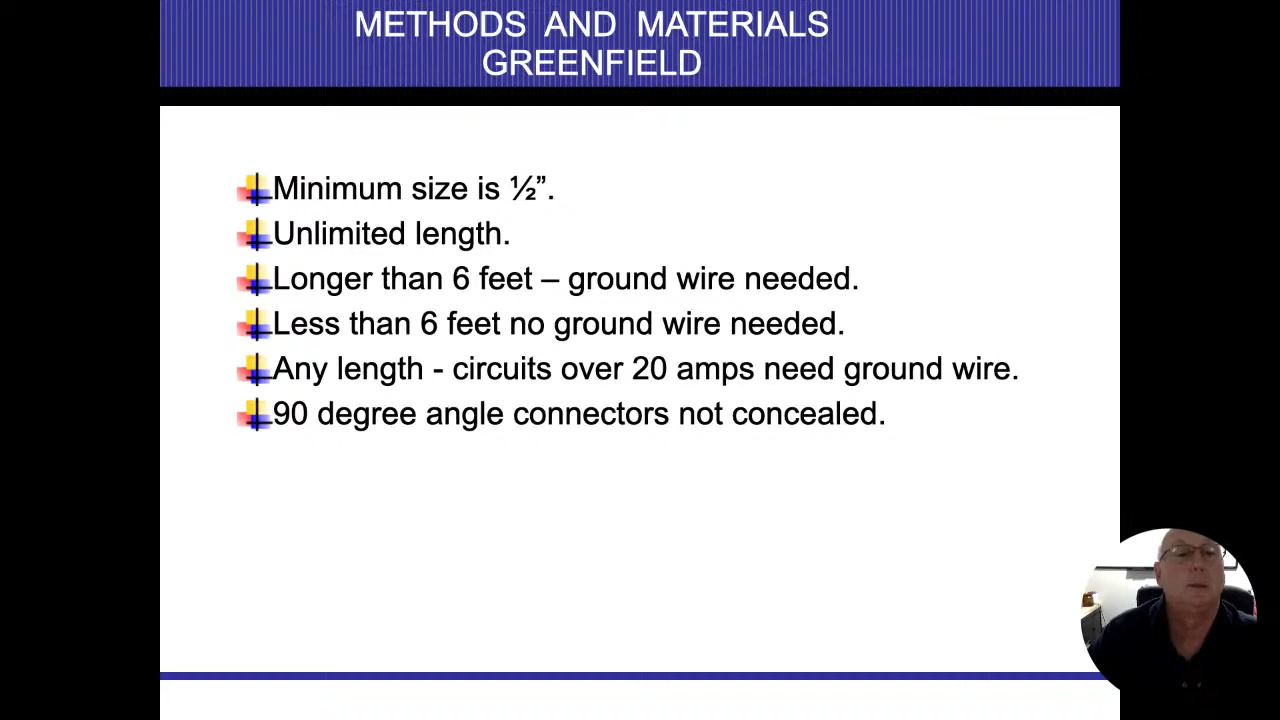 METHODS AND MATERIALS
GREENFIELD
Minimum size is ½”.
Unlimited length.
Longer than 6 feet – ground wire needed.
Less than 6 feet no ground wire needed.
Any length - circuits over 20 amps need ground wire.
90 degree angle connectors not concealed.